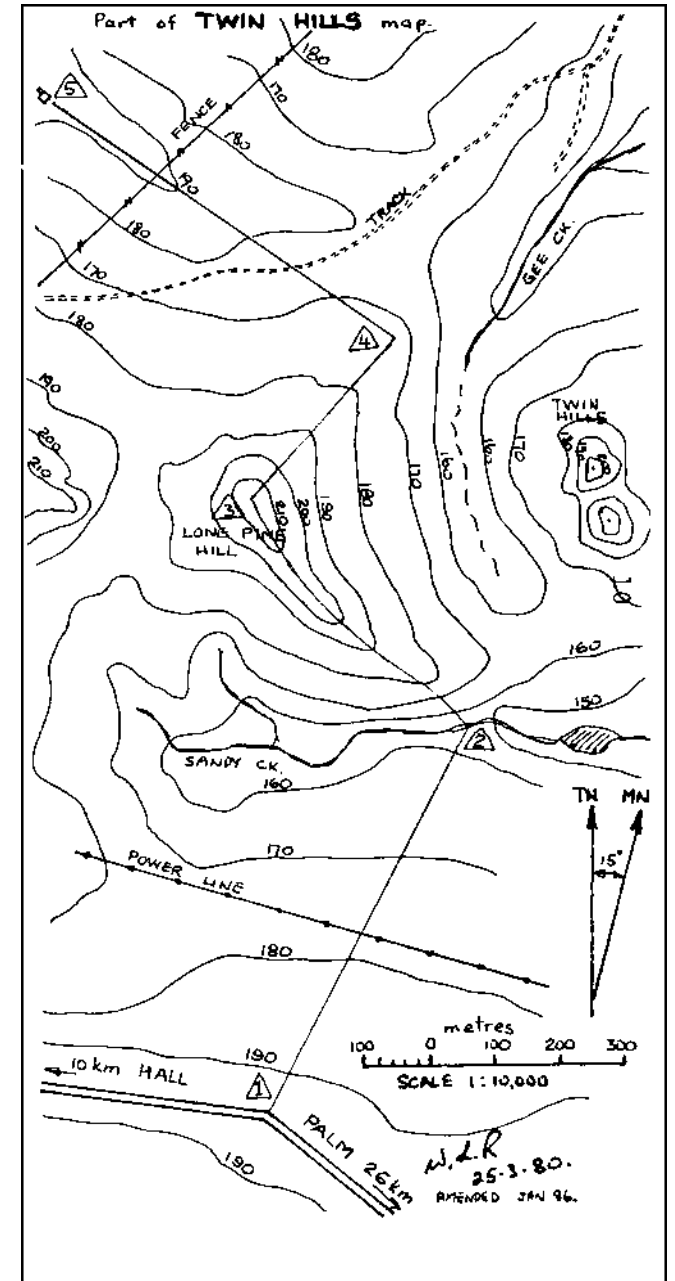 Part of TWIN HILLS map.
180
5
170
FENCE
180
190
TRACK
180
170
GEE CK.
180
4
190
TWIN
HILLS
200
170
210
160
160
170
180
190
200
210
3
LONG PINE
HILL
160
150
2
SANDY CK.
160
TN MN
15°
170
POWER LINE
180
metres
100 0 100 200 300
190
SCALE 1:10,000
10 km HALL
1
PALM 26 km
W.L.R
25-3-80.
190
AMENDED JAN 96.